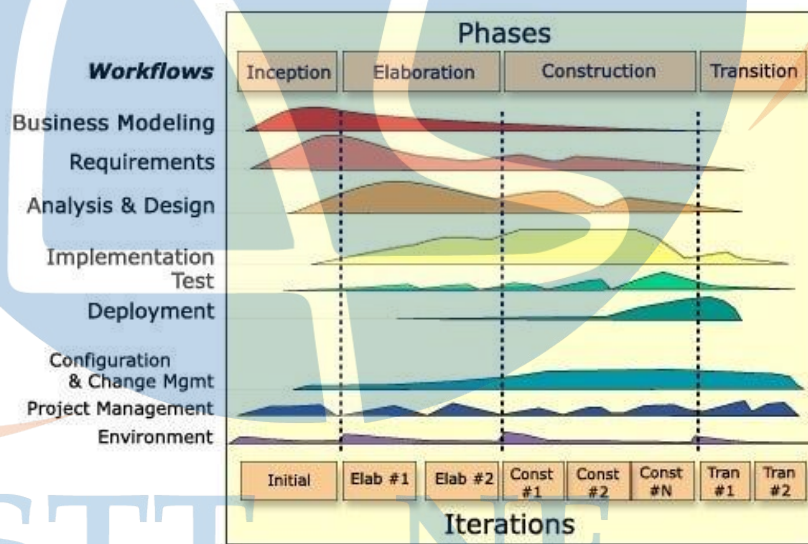 Phases
Workflows
Inception
Elaboration
Construction
Transition
Business Modeling
Requirements
Analysis & Design
Implementation
Test
Deployment
Configuration
& Change Mgmt
Project Management
Environment
Initial
Elab #1
Elab #2
Const
#1
Const
#2
Const
#N
Tran
#1
Tran
#2
Iterations